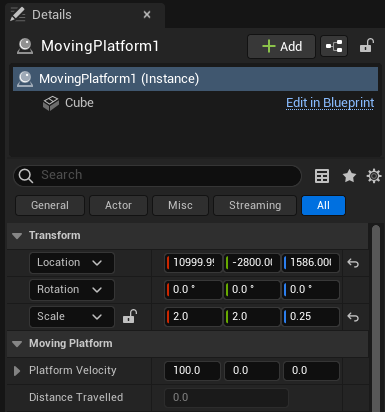 Details
MovingPlatform1
Add
MovingPlatform1 (Instance)
Cube
Edit in Blueprint
Search
General Actor Misc Streaming All
Transform
Location 10999.99 -2800.00 1586.000
Rotation 0.0 ° 0.0 ° 0.0 °
Scale 2.0 2.0 0.25
Moving Platform
Platform Velocity 100.0 0.0 0.0
Distance Travelled 0.0